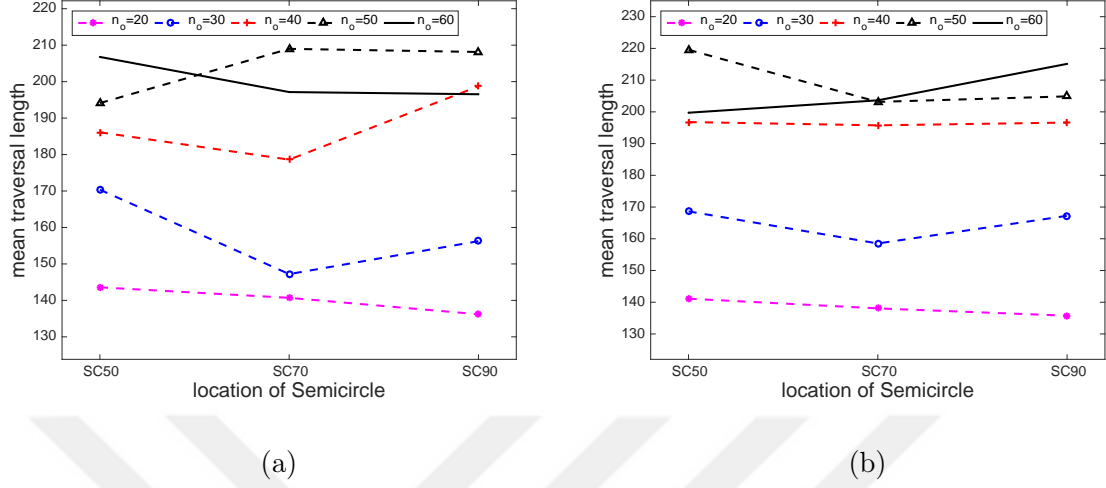 n_o=20 n_o=30 n_o=40 n_o=50 n_o=60
220
210
200
190
180
170
160
150
140
130
mean traversal length
SC50 SC70 SC90
location of Semicircle
(a)
n_o=20 n_o=30 n_o=40 n_o=50 n_o=60
230
220
210
200
190
180
170
160
150
140
130
mean traversal length
SC50 SC70 SC90
location of Semicircle
(b)